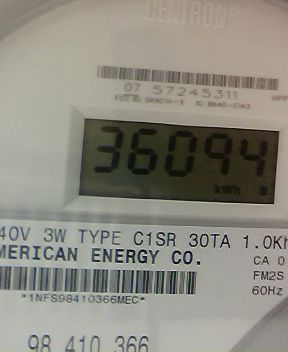 CENTRON®
07 57245311
36094
kWh
40V 3W TYPE C1SR 30TA 1.0Kh
MERICAN ENERGY CO.
CA 0
FM2S
60Hz
*1NFS98410366MEC*
98 410 366